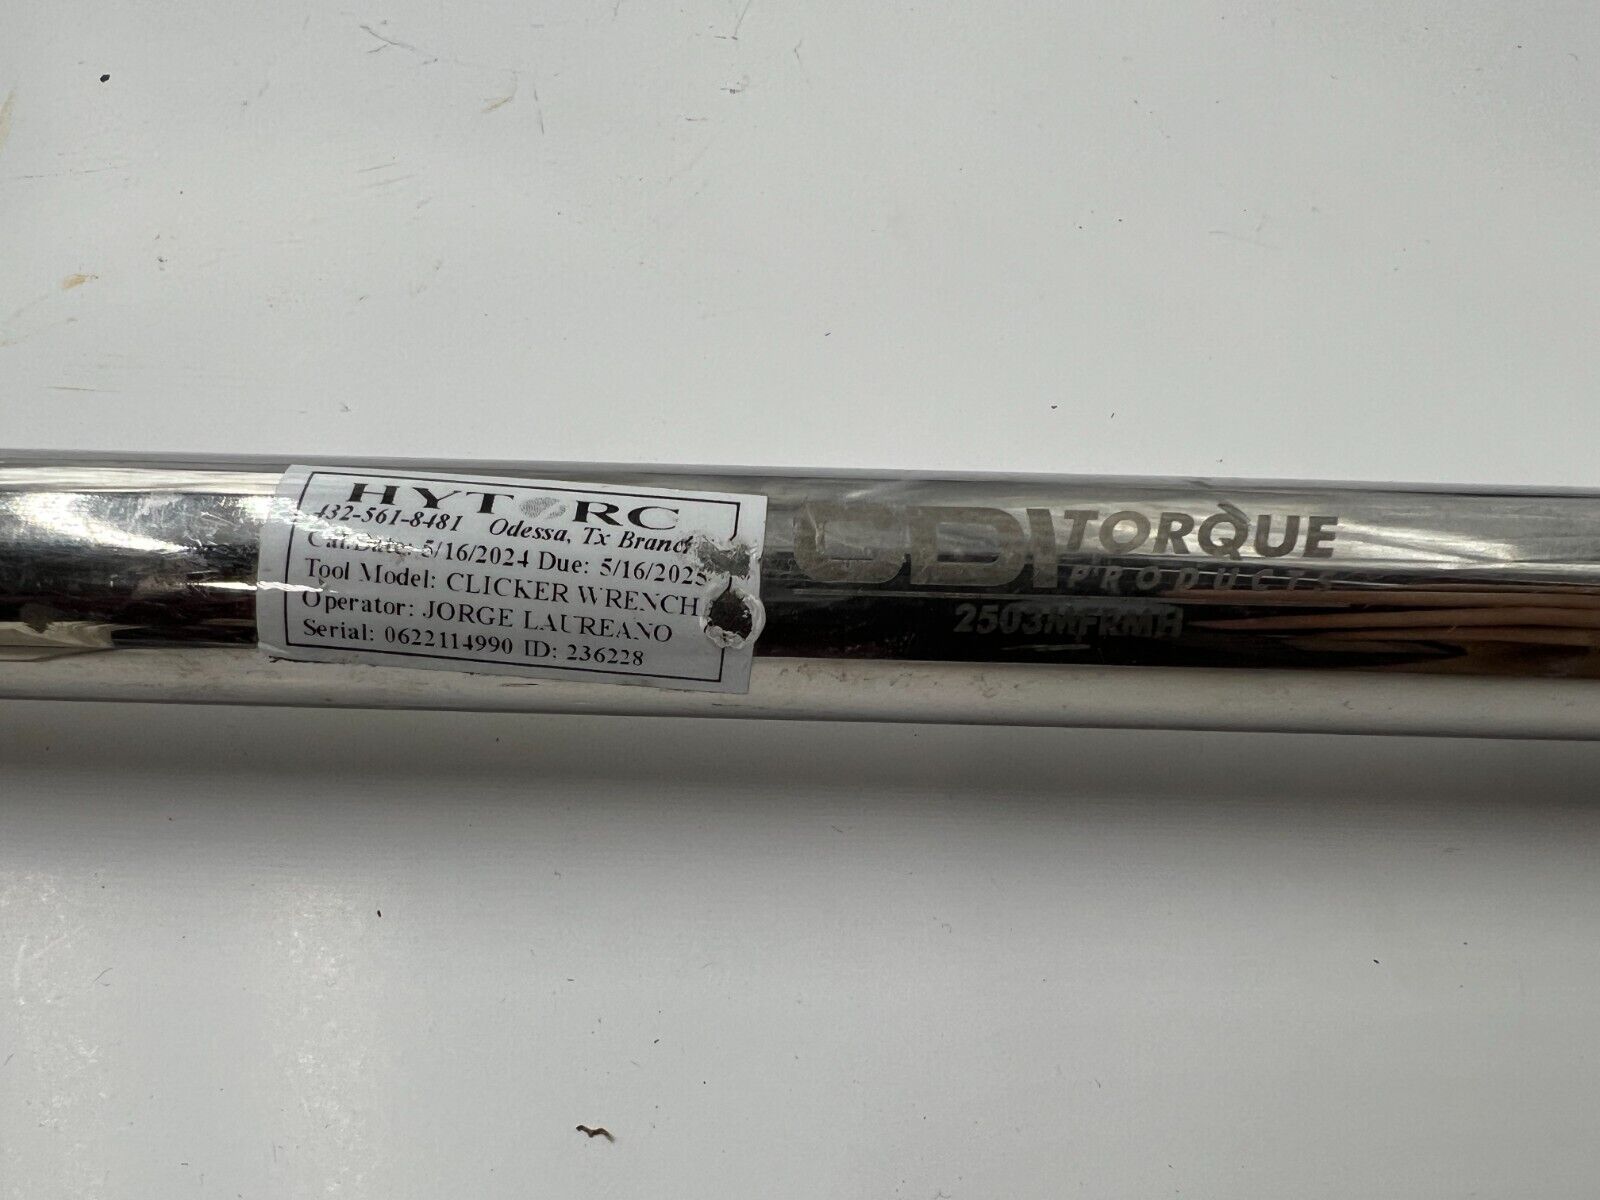 HYTORC
432-561-8481 Odessa, Tx Branch
Cal.Date: 5/16/2024 Due: 5/16/2025
Tool Model: CLICKER WRENCH
Operator: JORGE LAUREANO
Serial: 0622114990 ID: 236228
CDI TORQUE
PRODUCTS
2503MFRMH